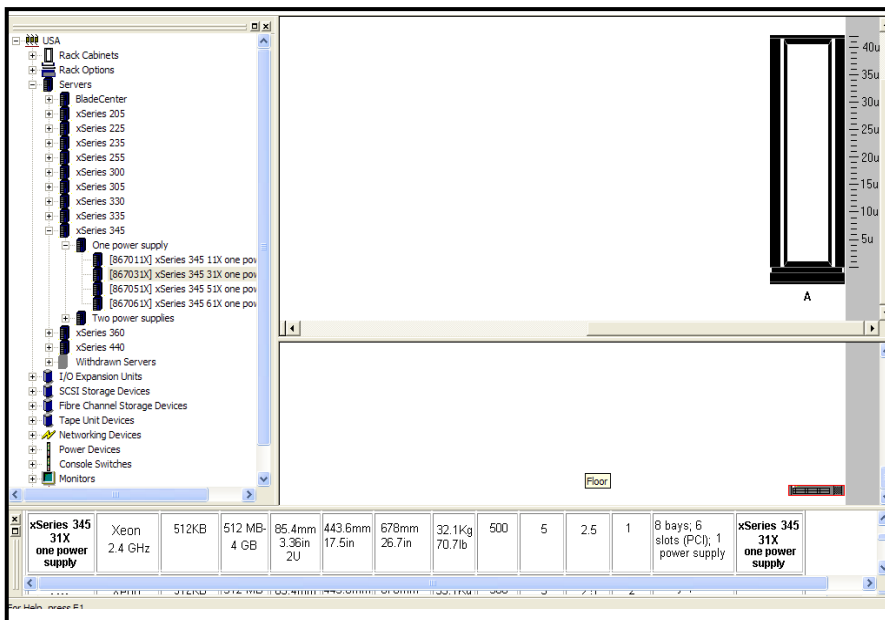 USA
Rack Cabinets
Rack Options
Servers
BladeCenter
xSeries 205
xSeries 225
xSeries 235
xSeries 255
xSeries 300
xSeries 305
xSeries 330
xSeries 335
xSeries 345
One power supply
[867011X] xSeries 345 11X one pov
[867031X] xSeries 345 31X one pov
[867051X] xSeries 345 51X one pov
[867061X] xSeries 345 61X one pov
Two power supplies
xSeries 360
xSeries 440
Withdrawn Servers
I/O Expansion Units
SCSI Storage Devices
Fibre Channel Storage Devices
Tape Unit Devices
Networking Devices
Power Devices
Console Switches
Monitors
40u
35u
30u
25u
20u
15u
10u
5u
A
Floor
xSeries 345 31X one power supply
Xeon 2.4 GHz
512KB
512 MB- 4 GB
85.4mm 3.36in 2U
443.6mm 17.5in
678mm 26.7in
32.1Kg 70.7lb
500
5
2.5
1
8 bays; 6 slots (PCI); 1 power supply
xSeries 345 31X one power supply
For Help, press F1